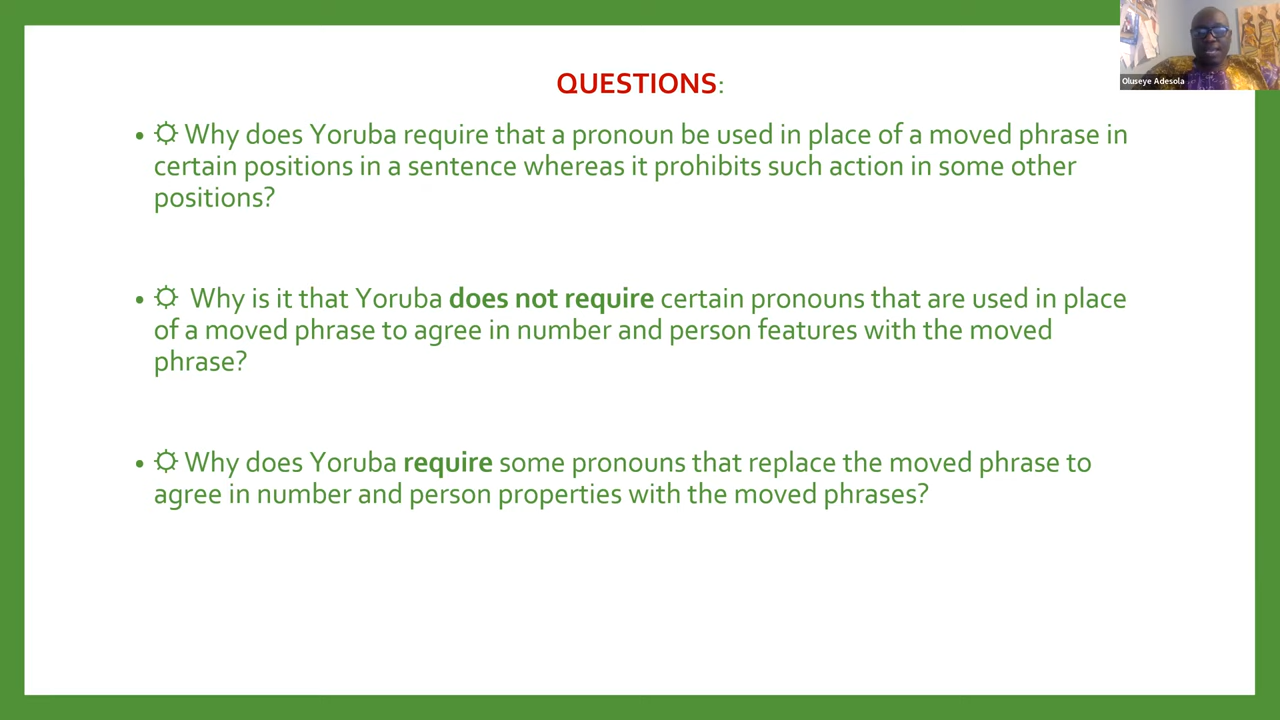 QUESTIONS:
• ☼ Why does Yoruba require that a pronoun be used in place of a moved phrase in
certain positions in a sentence whereas it prohibits such action in some other
positions?
• ☼ Why is it that Yoruba does not require certain pronouns that are used in place
of a moved phrase to agree in number and person features with the moved
phrase?
• ☼ Why does Yoruba require some pronouns that replace the moved phrase to
agree in number and person properties with the moved phrases?
Oluseye Adesola